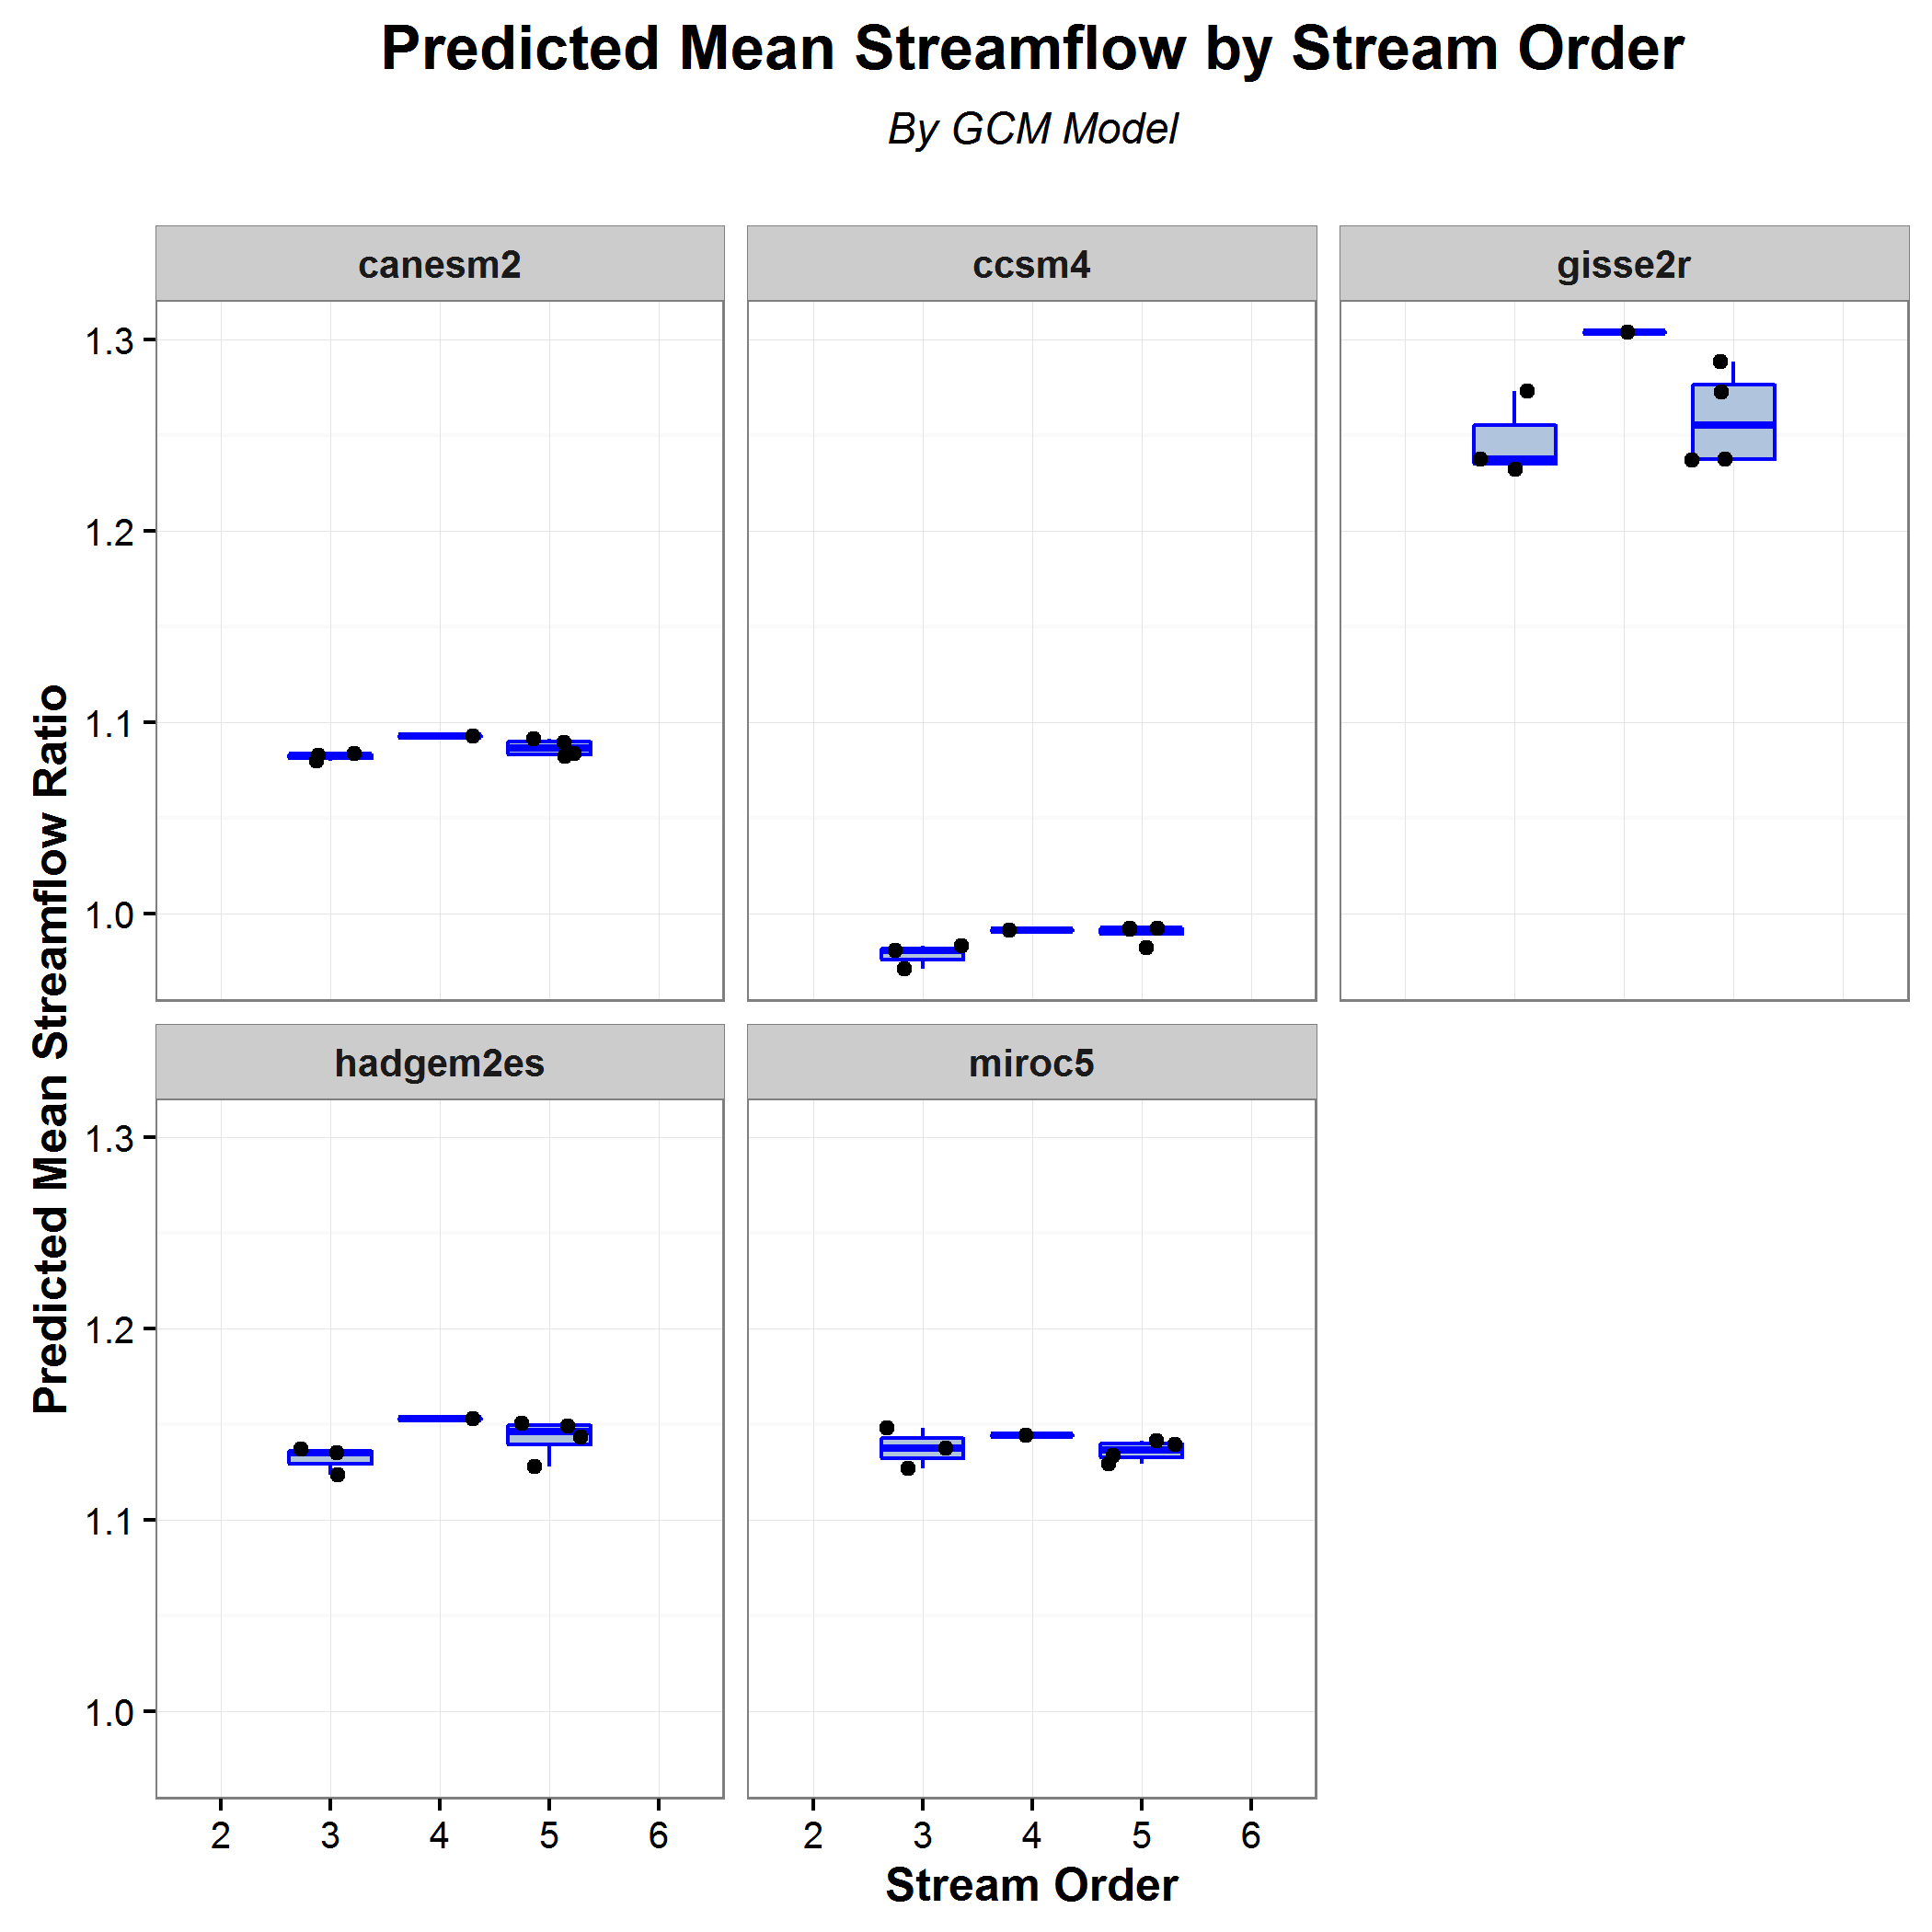 Predicted Mean Streamflow by Stream Order
By GCM Model
canesm2
ccsm4
gisse2r
1.3
1.2
1.1
1.0
hadgem2es
miroc5
1.3
1.2
1.1
1.0
2 3 4 5 6
2 3 4 5 6
Stream Order
Predicted Mean Streamflow Ratio